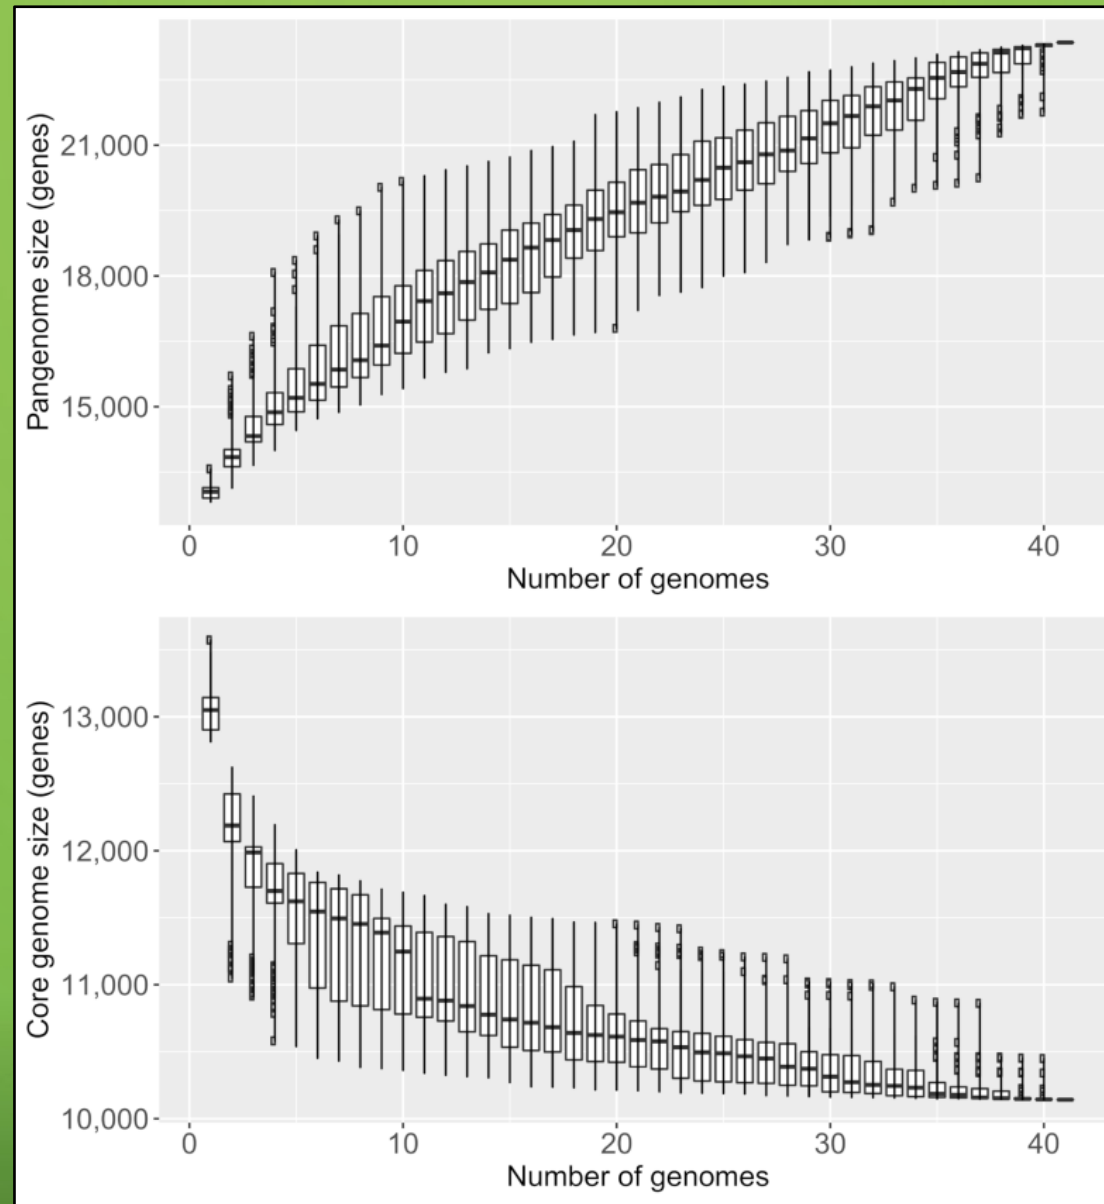 Pangenome size (genes)
21,000
18,000
15,000
0 10 20 30 40
Number of genomes
Core genome size (genes)
13,000
12,000
11,000
10,000
0 10 20 30 40
Number of genomes